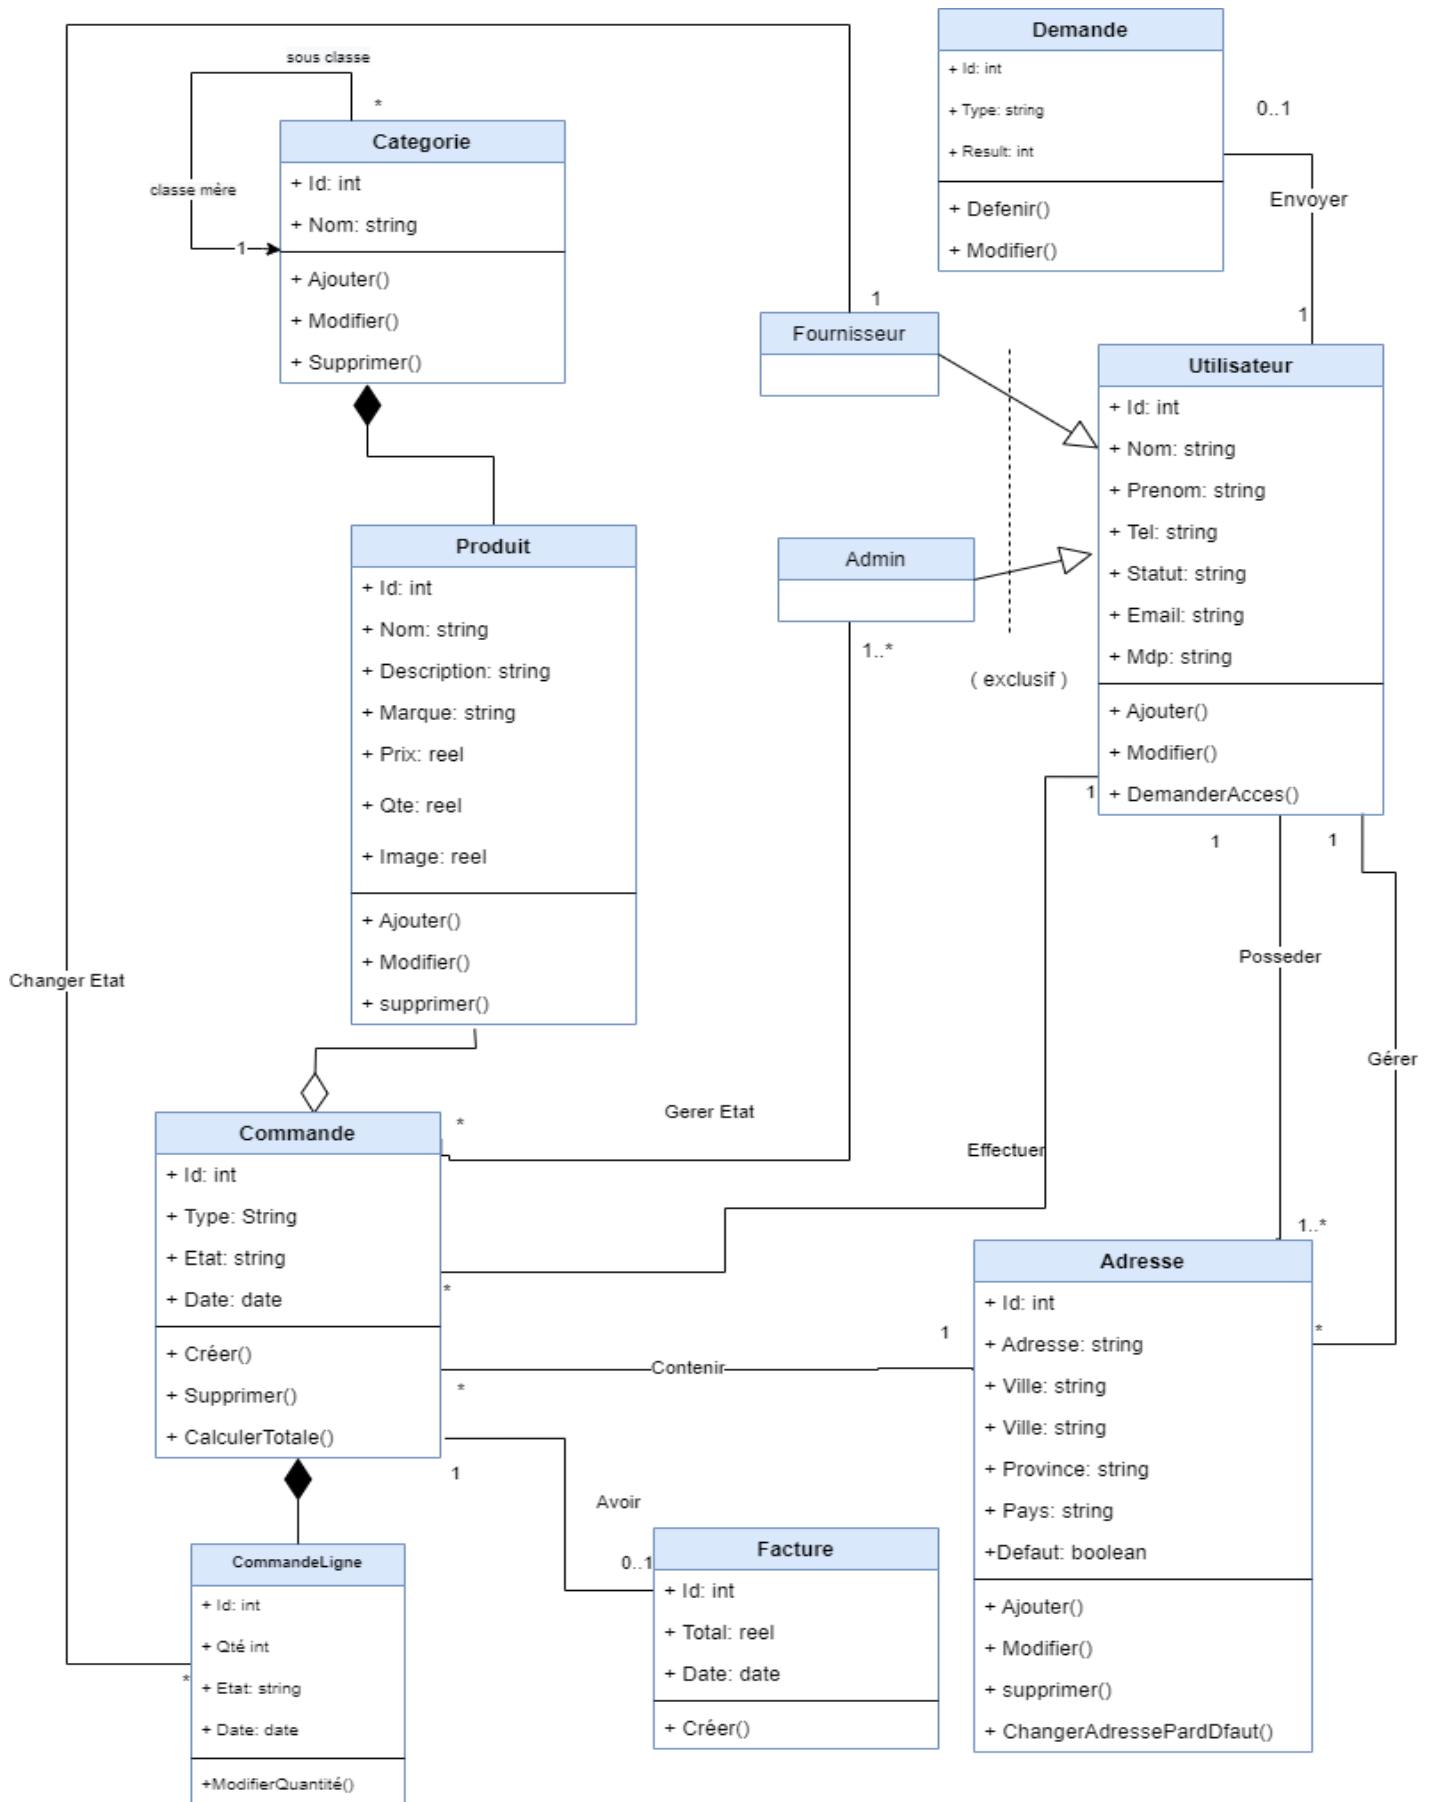 Demande
+ Id: int
+ Type: string
+ Result: int
+ Defenir()
+ Modifier()
0..1
Envoyer
1
sous classe
*
classe mère
1
Categorie
+ Id: int
+ Nom: string
+ Ajouter()
+ Modifier()
+ Supprimer()
1
Fournisseur
Utilisateur
+ Id: int
+ Nom: string
+ Prenom: string
+ Tel: string
+ Statut: string
+ Email: string
+ Mdp: string
+ Ajouter()
+ Modifier()
+ DemanderAcces()
Admin
1..*
( exclusif )
Produit
+ Id: int
+ Nom: string
+ Description: string
+ Marque: string
+ Prix: reel
+ Qte: reel
+ Image: reel
+ Ajouter()
+ Modifier()
+ supprimer()
1
1
1
Posseder
Changer Etat
Gérer
Gerer Etat
*
Effectuer
1..*
Commande
+ Id: int
+ Type: String
+ Etat: string
+ Date: date
+ Créer()
+ Supprimer()
+ CalculerTotale()
*
1
*
Contenir
*
Adresse
+ Id: int
+ Adresse: string
+ Ville: string
+ Ville: string
+ Province: string
+ Pays: string
+Defaut: boolean
+ Ajouter()
+ Modifier()
+ supprimer()
+ ChangerAdressePardDfaut()
1
Avoir
0..1
Facture
+ Id: int
+ Total: reel
+ Date: date
+ Créer()
*
CommandeLigne
+ Id: int
+ Qté int
+ Etat: string
+ Date: date
+ModifierQuantité()